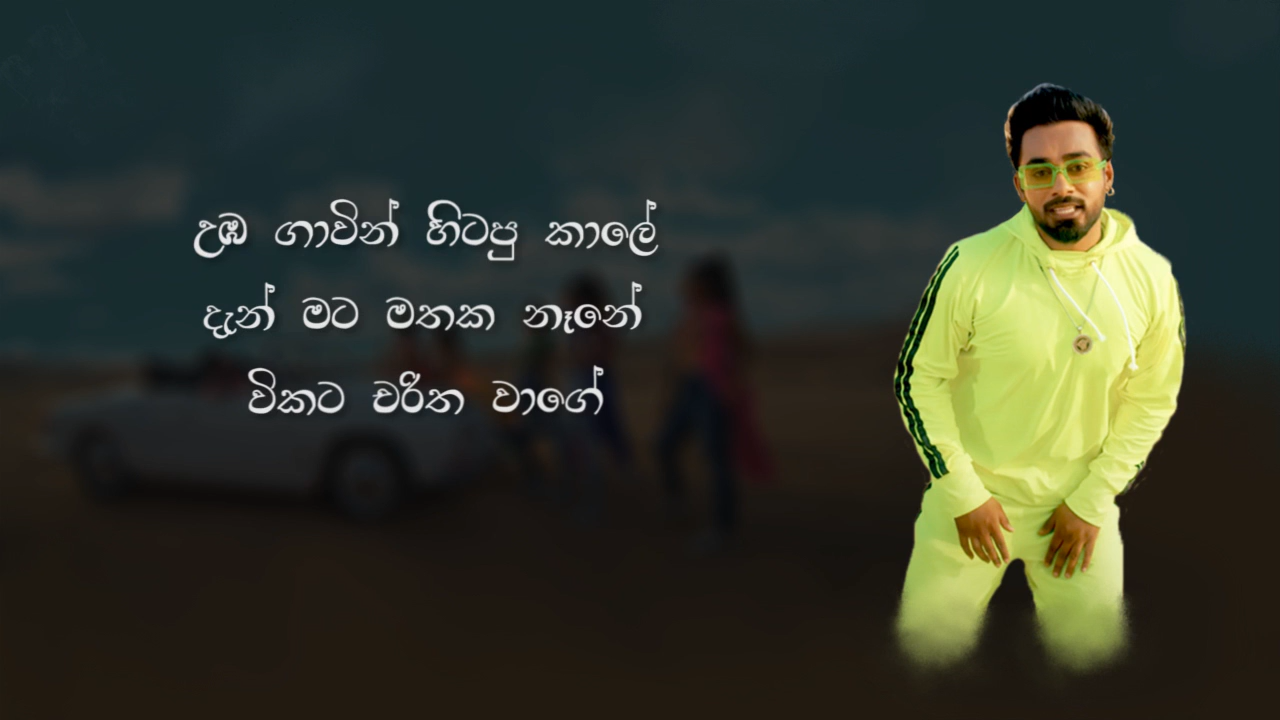 උඹ ගාවින් හිටපු කාලේ
දැන් මට මතක නෑනේ
විකට චරිත වාගේ